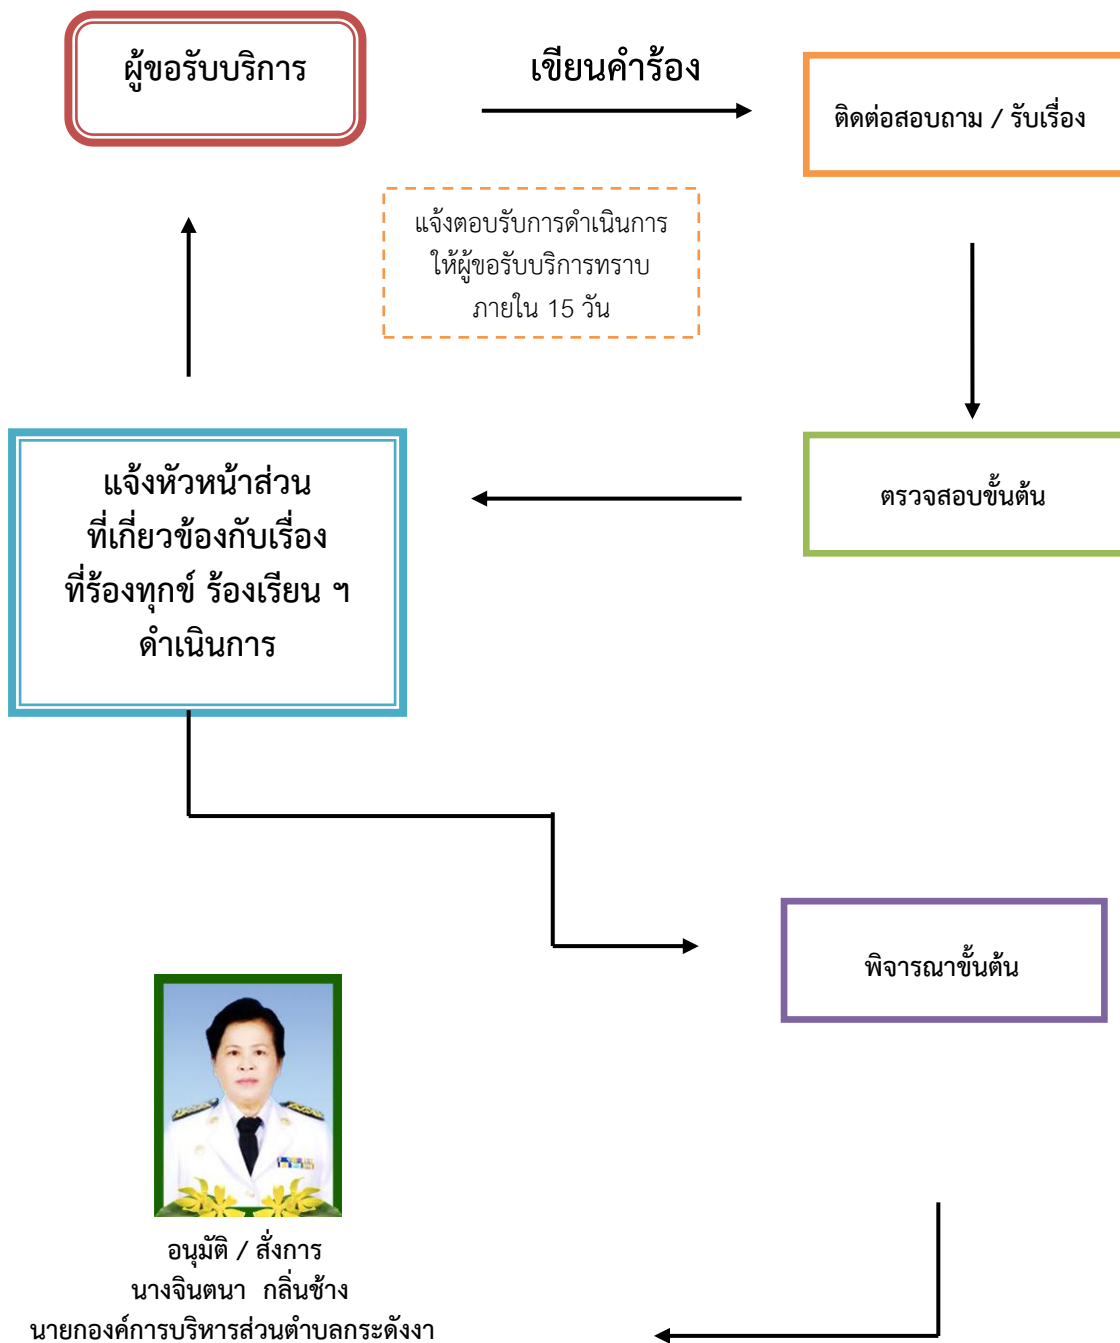 ผู้ขอรับบริการ
เขียนคำร้อง
ติดต่อสอบถาม / รับเรื่อง
แจ้งตอบรับการดำเนินการ
ให้ผู้ขอรับบริการทราบ
ภายใน 15 วัน
แจ้งหัวหน้าส่วน
ที่เกี่ยวข้องกับเรื่อง
ที่ร้องทุกข์ ร้องเรียน ฯ
ดำเนินการ
ตรวจสอบขั้นต้น
พิจารณาขั้นต้น
อนุมัติ / สั่งการ
นางจินตนา กลิ่นช้าง
นายกองค์การบริหารส่วนตำบลกระดังงา